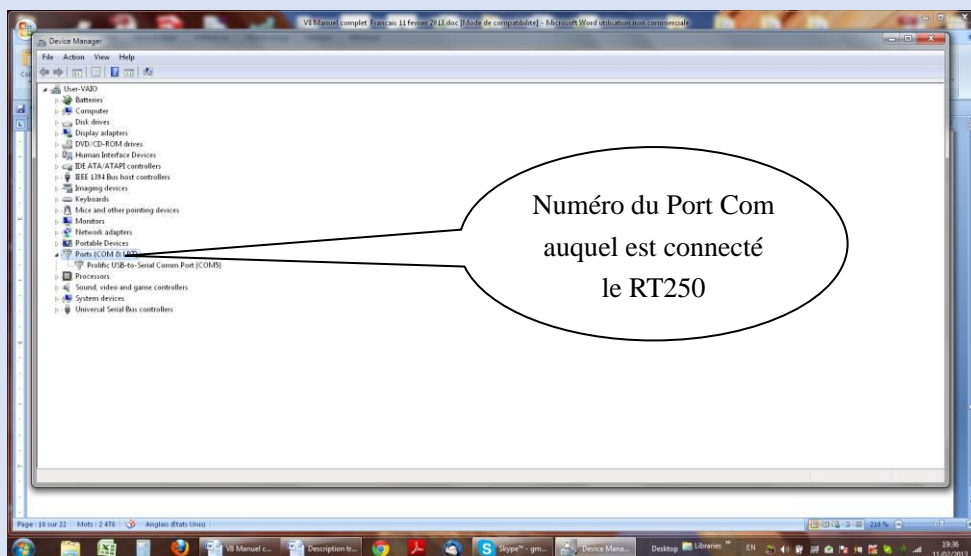 V8 Manuel complet Francais 11 fevrier 2013.doc [Mode de compatibilité] - Microsoft Word utilisation non commerciale
Device Manager
File Action View Help
User-VAIO
Batteries
Computer
Disk drives
Display adapters
DVD/CD-ROM drives
Human Interface Devices
IDE ATA/ATAPI controllers
IEEE 1394 Bus host controllers
Imaging devices
Keyboards
Mice and other pointing devices
Monitors
Network adapters
Portable Devices
Ports (COM & LPT)
Prolific USB-to-Serial Comm Port (COM5)
Processors
Sound, video and game controllers
System devices
Universal Serial Bus controllers
Numéro du Port Com
auquel est connecté
le RT250
Page : 18 sur 22 Mots : 2 478 Anglais (États Unis) 219 %
V8 Manuel c... Description tr... Skype™ - gm... Device Mana... Desktop Libraries » EN 19:36